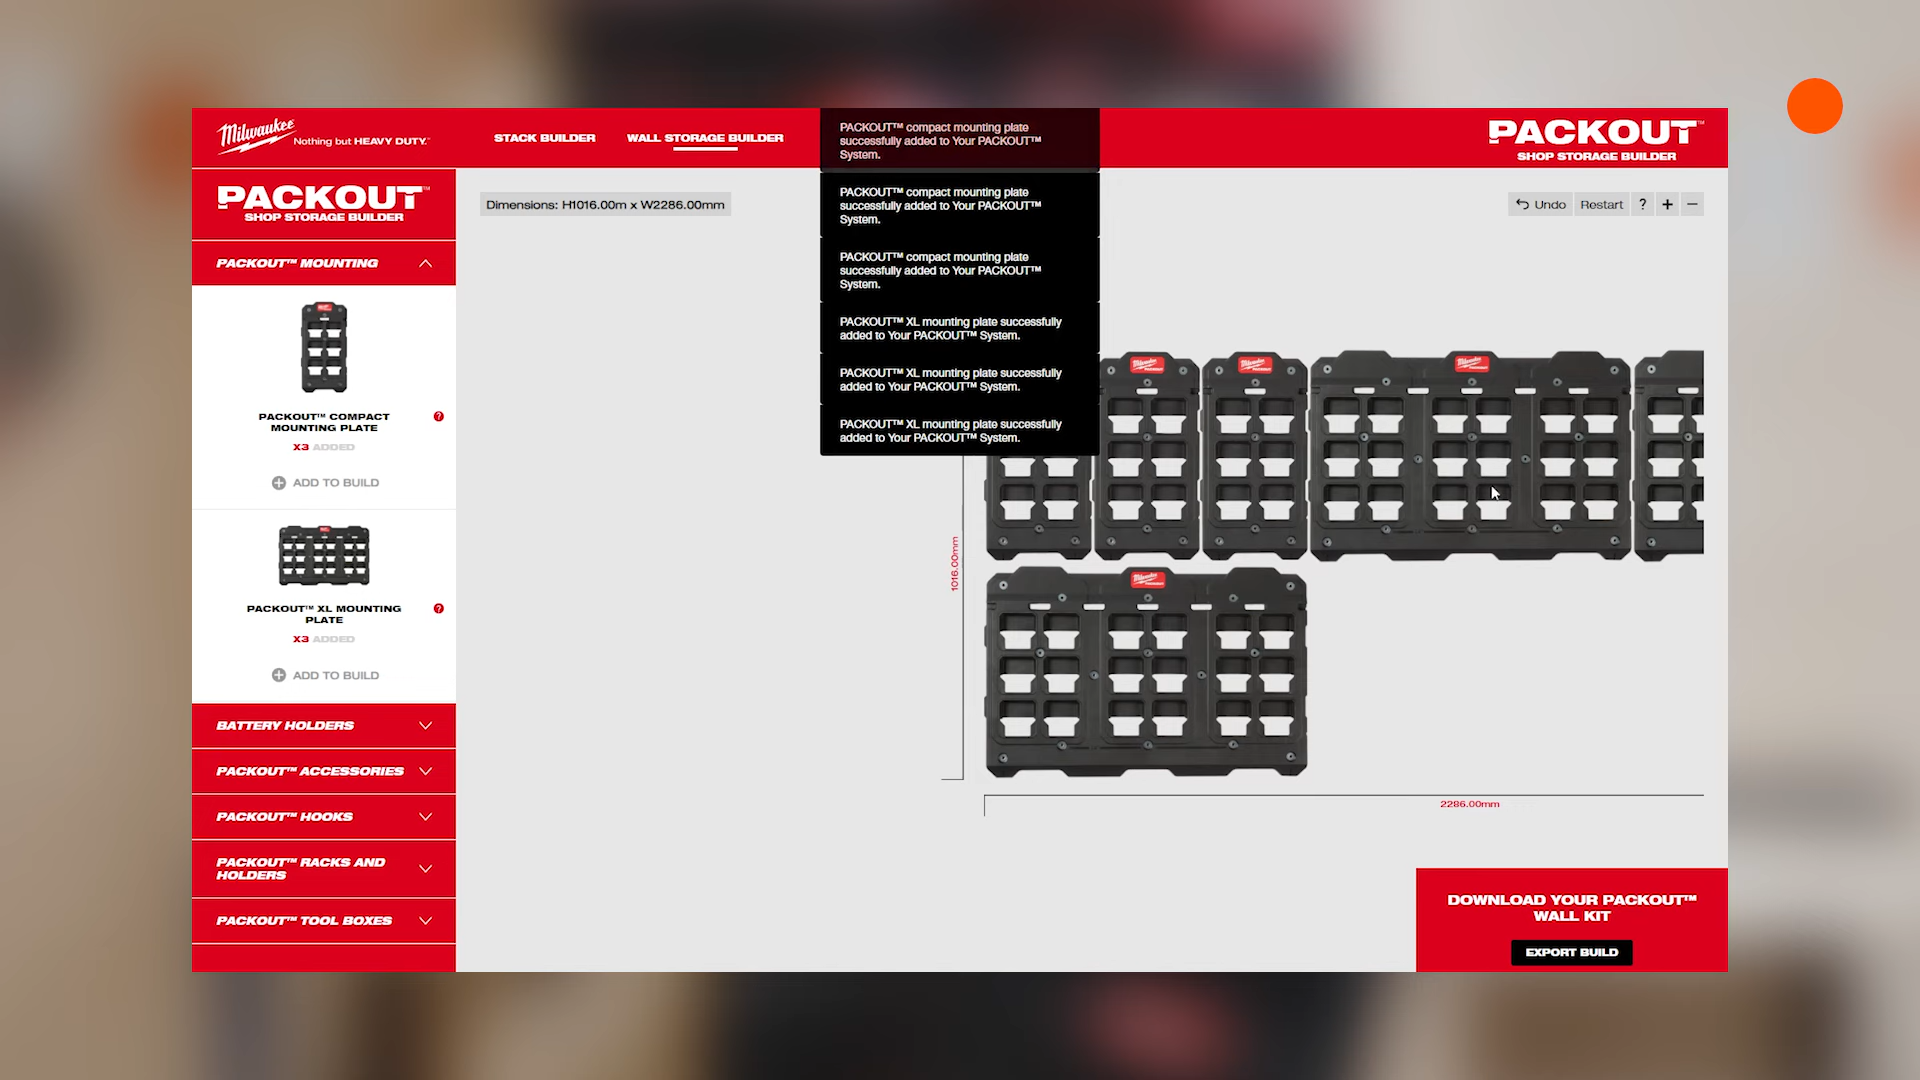 Milwaukee
Nothing but HEAVY DUTY.™
STACK BUILDER
WALL STORAGE BUILDER
PACKOUT™
SHOP STORAGE BUILDER
PACKOUT™
SHOP STORAGE BUILDER
PACKOUT™ MOUNTING
PACKOUT™ COMPACT
MOUNTING PLATE
?
X3 ADDED
ADD TO BUILD
PACKOUT™ XL MOUNTING
PLATE
?
X3 ADDED
ADD TO BUILD
BATTERY HOLDERS
PACKOUT™ ACCESSORIES
PACKOUT™ HOOKS
PACKOUT™ RACKS AND
HOLDERS
PACKOUT™ TOOL BOXES
Dimensions: H1016.00m x W2286.00mm
PACKOUT™ compact mounting plate
successfully added to Your PACKOUT™
System.
PACKOUT™ compact mounting plate
successfully added to Your PACKOUT™
System.
PACKOUT™ compact mounting plate
successfully added to Your PACKOUT™
System.
PACKOUT™ XL mounting plate successfully
added to Your PACKOUT™ System.
PACKOUT™ XL mounting plate successfully
added to Your PACKOUT™ System.
PACKOUT™ XL mounting plate successfully
added to Your PACKOUT™ System.
Undo
Restart
?
+
−
1016.00mm
2286.00mm
DOWNLOAD YOUR PACKOUT™
WALL KIT
EXPORT BUILD